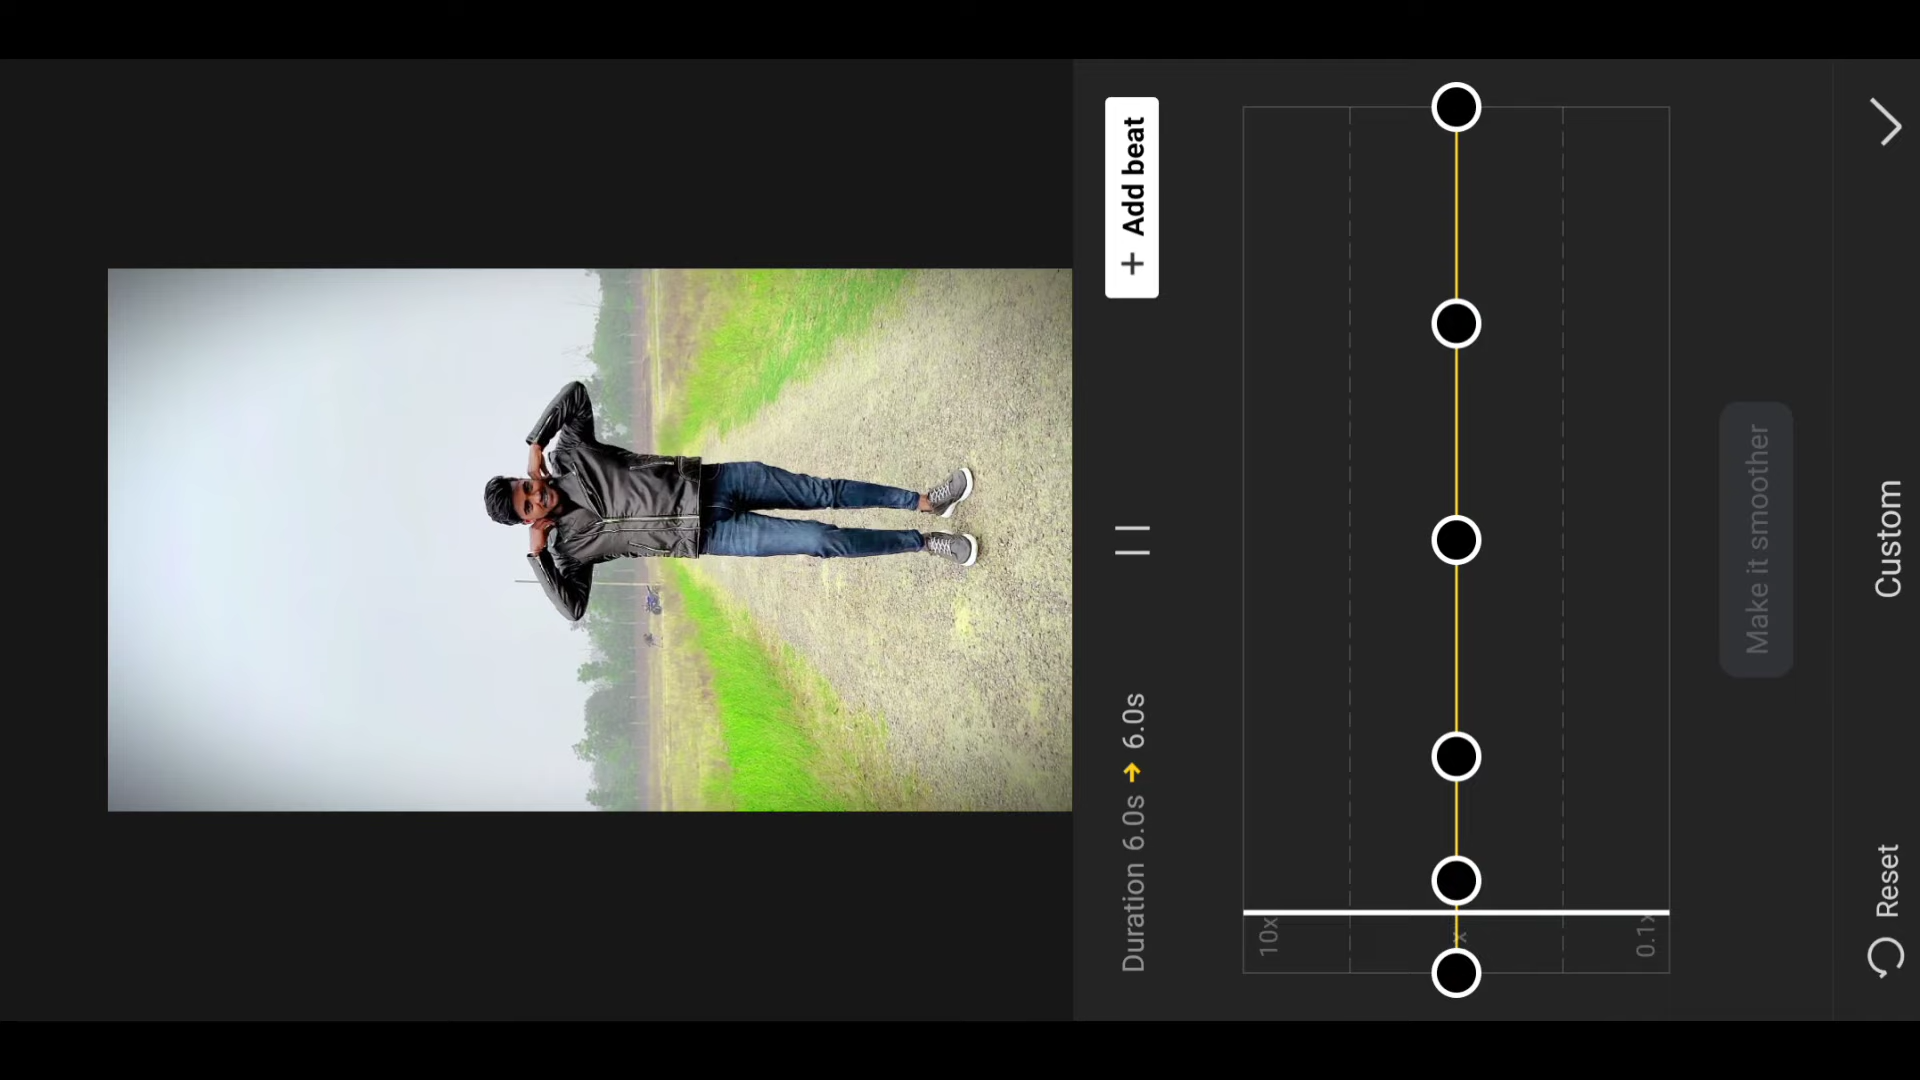 Duration 6.0s → 6.0s
+ Add beat
10x
x
0.1x
Make it smoother
Reset
Custom